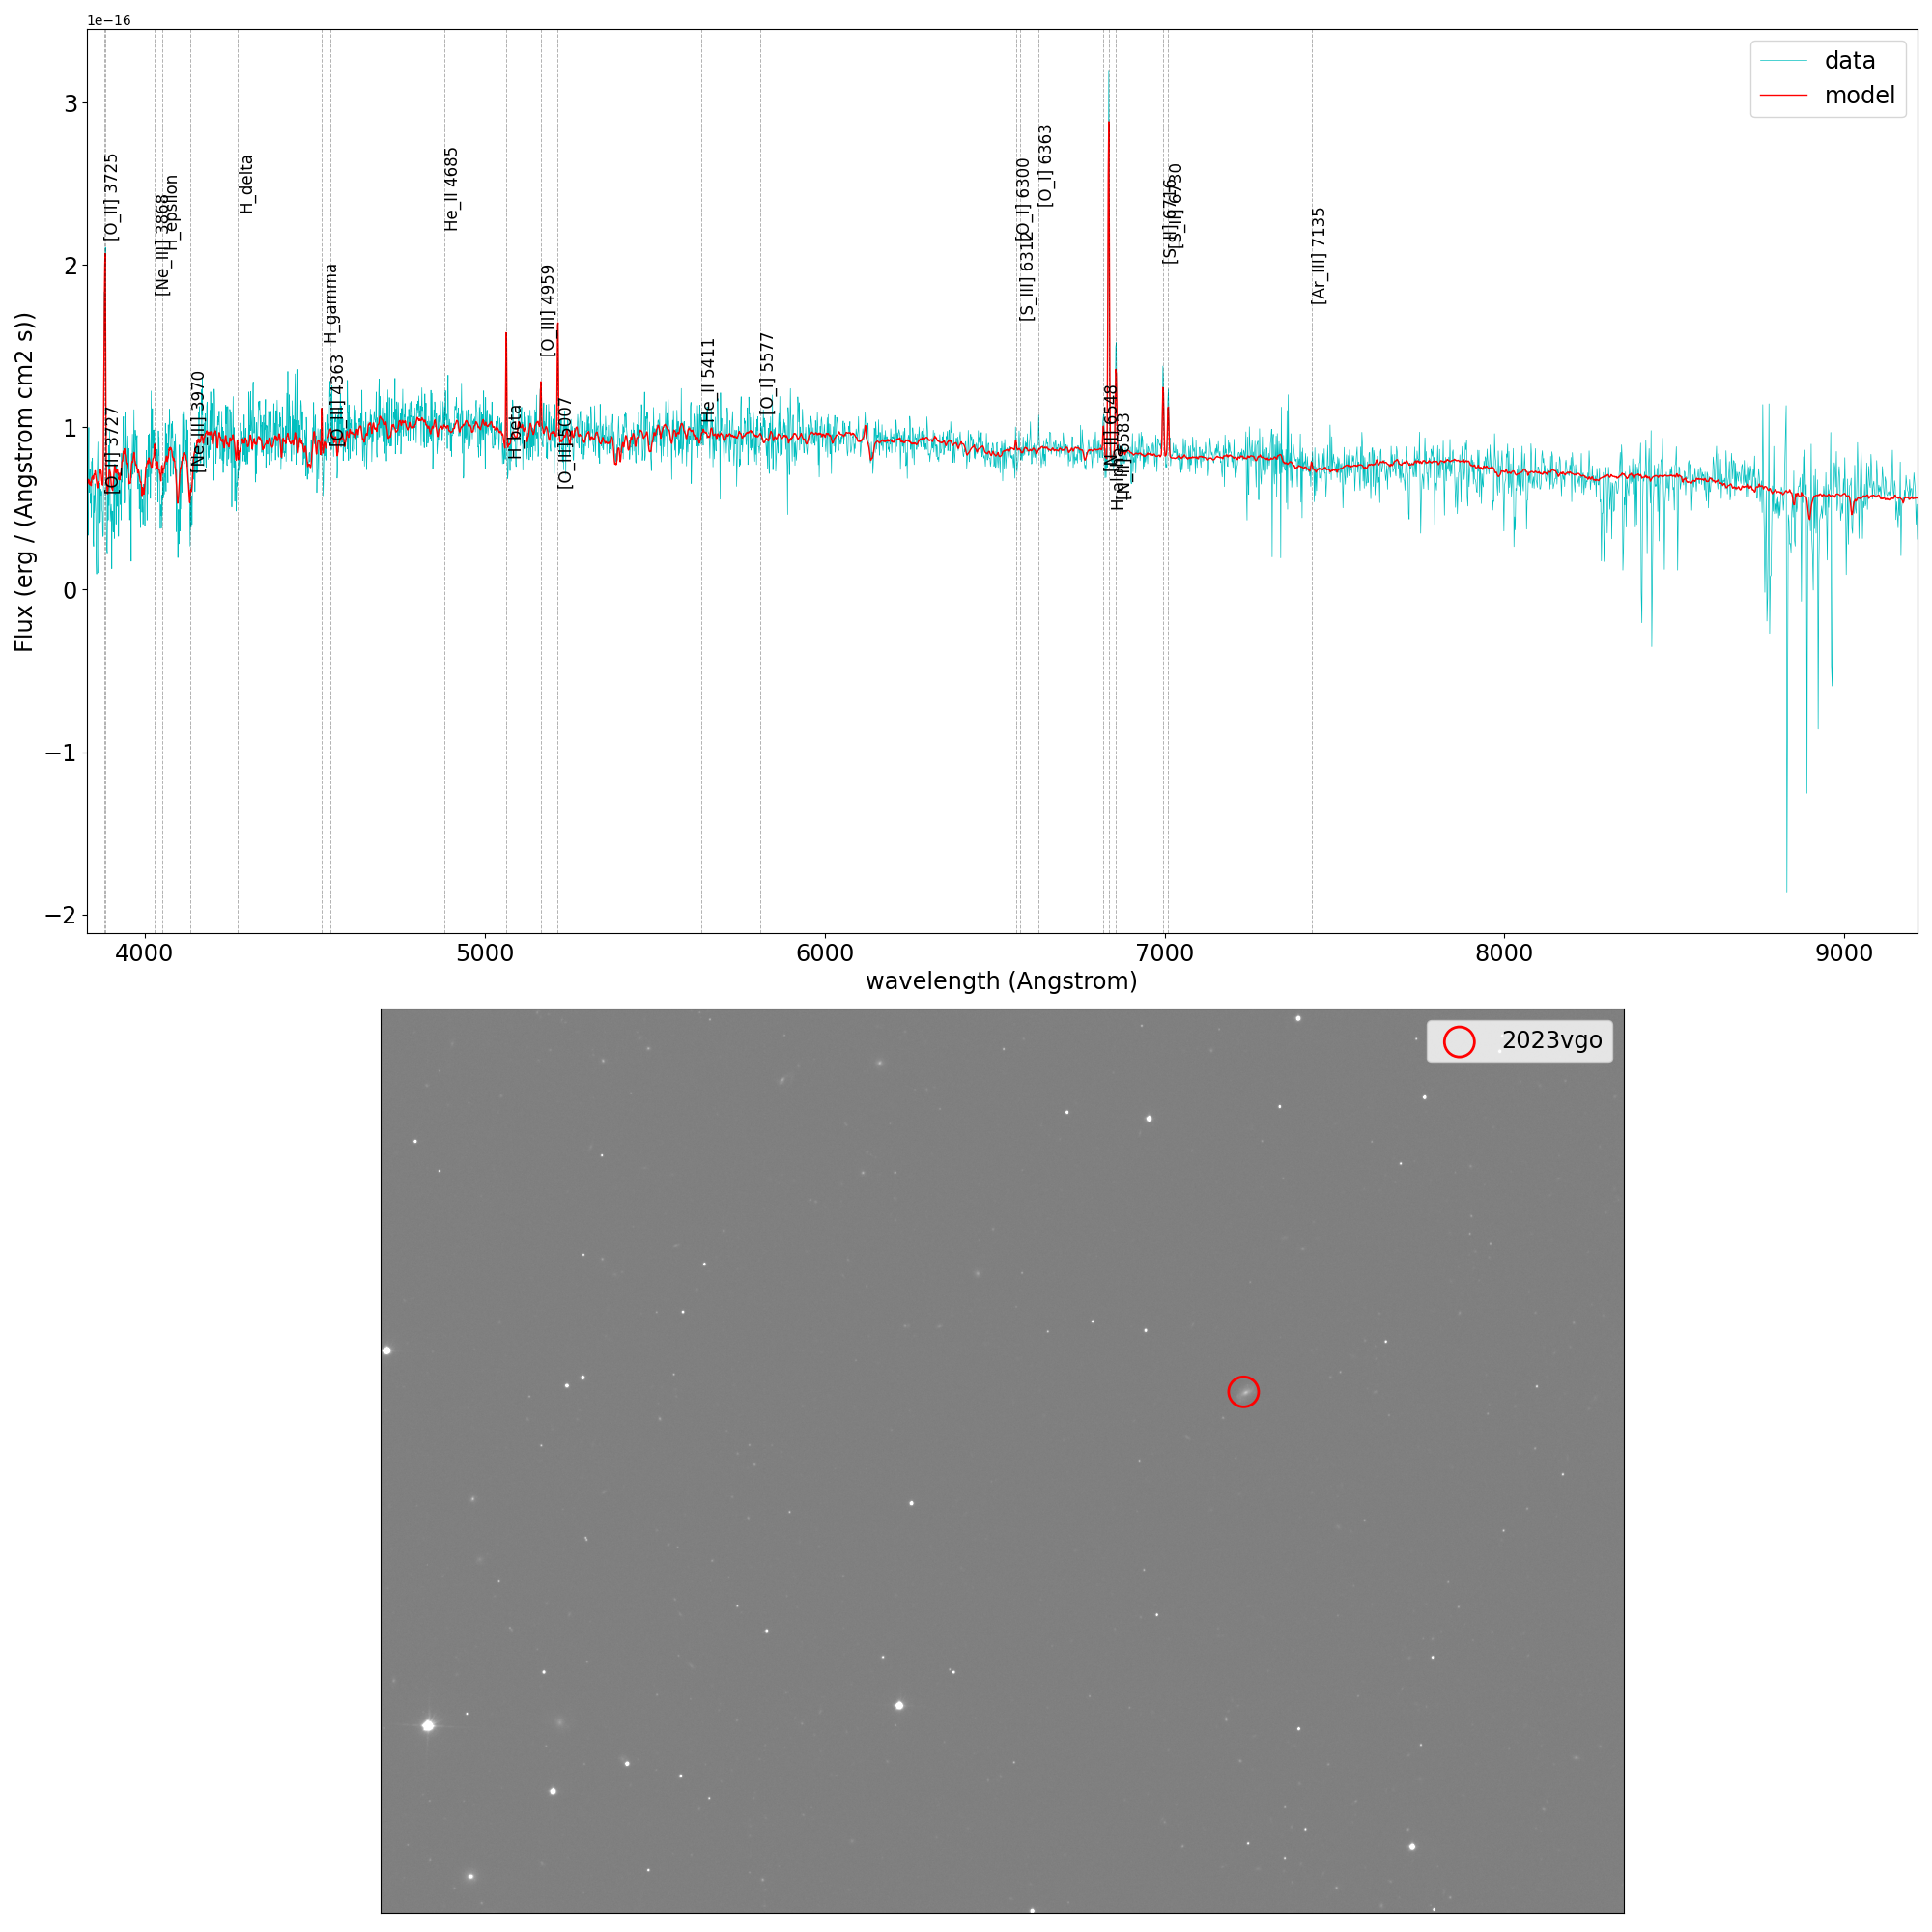 1e−16
Flux (erg / (Angstrom cm2 s))
3
2
1
0
−1
−2
data
model
[O_II] 3725
[O_II] 3727
[Ne_III] 3868
H_epsilon
[Ne_III] 3970
H_delta
H_gamma
[O_III] 4363
He_II 4685
H_beta
[O_III] 4959
[O_III] 5007
He_II 5411
[O_I] 5577
[O_I] 6300
[S_III] 6312
[O_I] 6363
[N_II] 6548
H_alpha
[N_II] 6583
[S_II] 6716
[S_II] 6730
[Ar_III] 7135
4000
5000
6000
7000
8000
9000
wavelength (Angstrom)
2023vgo